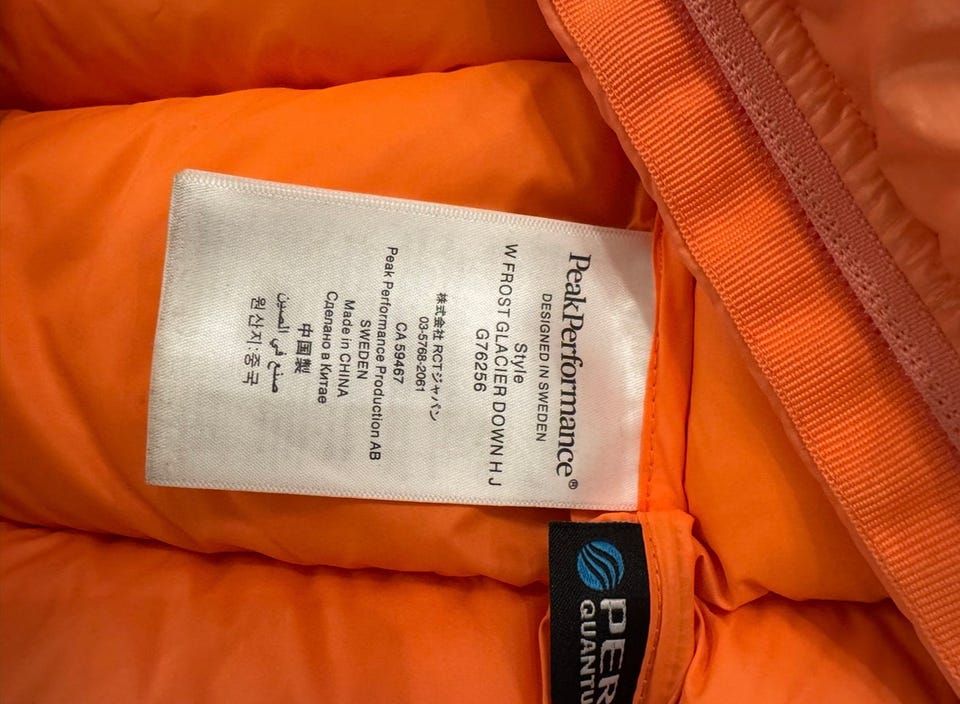 PeakPerformance®
DESIGNED IN SWEDEN
Style
W FROST GLACIER DOWN H J
G76256
株式会社 RCTジャパン
03-5768-2061
CA 59467
Peak Performance Production AB
SWEDEN
Made in CHINA
Сделано в Китае
中国製
صنع في الصين
원산지:중국
PER
QUANTU